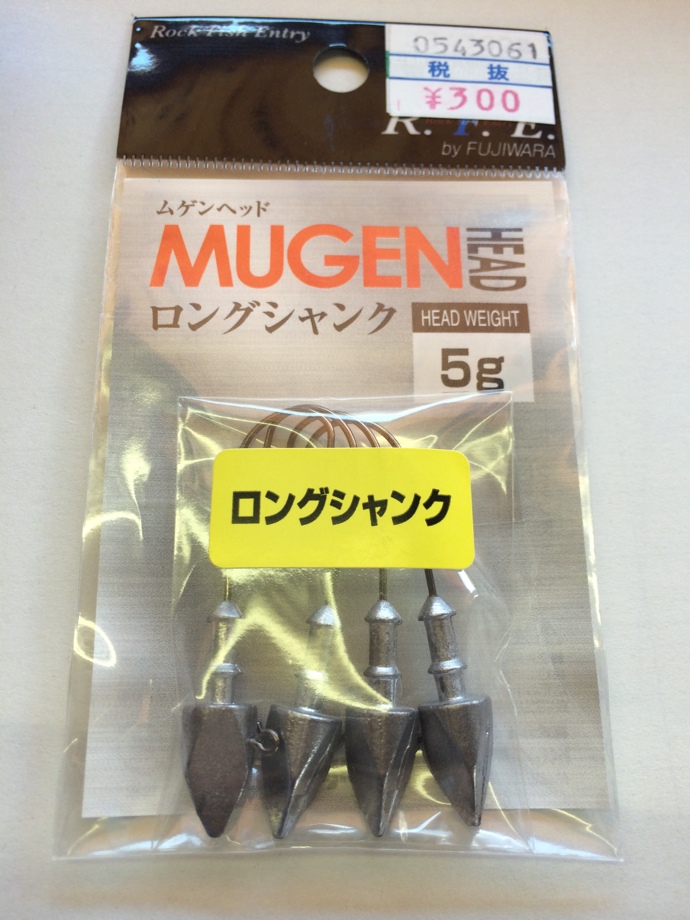 Rock Fish Entry
0543061
税 抜
¥300
R. F. E.
by FUJIWARA
ムゲンヘッド
MUGEN HEAD
ロングシャンク
HEAD WEIGHT
5g
ロングシャンク